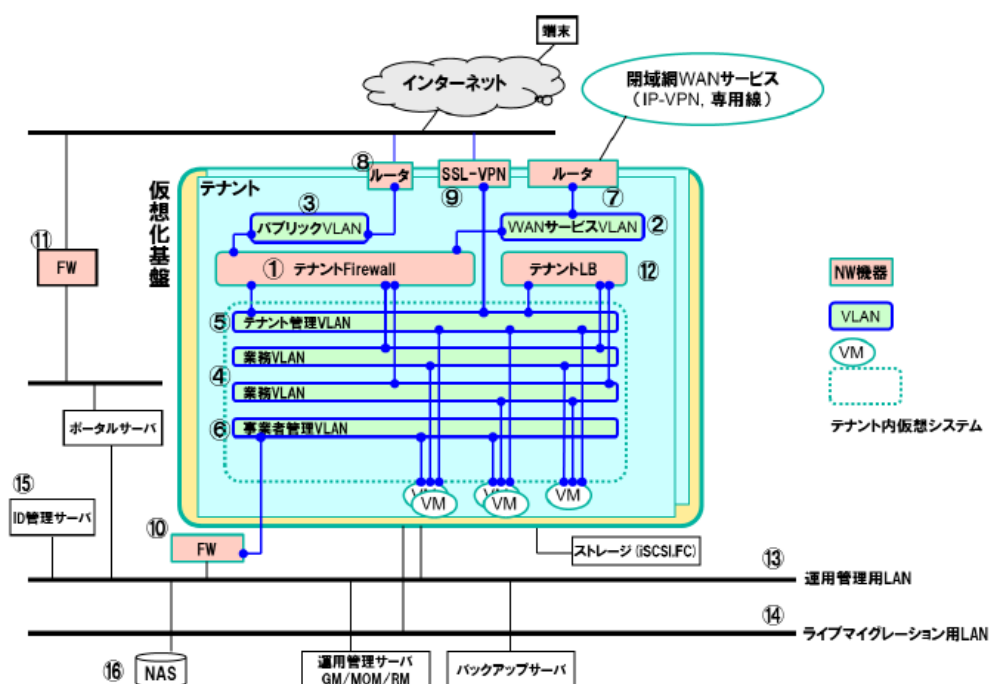 端末
インターネット
閉域網WANサービス
(IP-VPN, 専用線)
仮想化基盤
テナント
⑧
ルータ
SSL-VPN
⑨
ルータ
⑦
③
パブリックVLAN
WANサービスVLAN
②
⑪
FW
① テナントFirewall
テナントLB
⑫
NW機器
⑤
テナント管理VLAN
VLAN
業務VLAN
VM
④
業務VLAN
ポータルサーバ
⑥
事業者管理VLAN
テナント内仮想システム
⑮
ID管理サーバ
VM
VM
VM
⑩
FW
ストレージ(iSCSI,FC)
⑬
運用管理用LAN
⑭
ライブマイグレーション用LAN
⑯
NAS
運用管理サーバ
GM/MOM/RM
バックアップサーバ